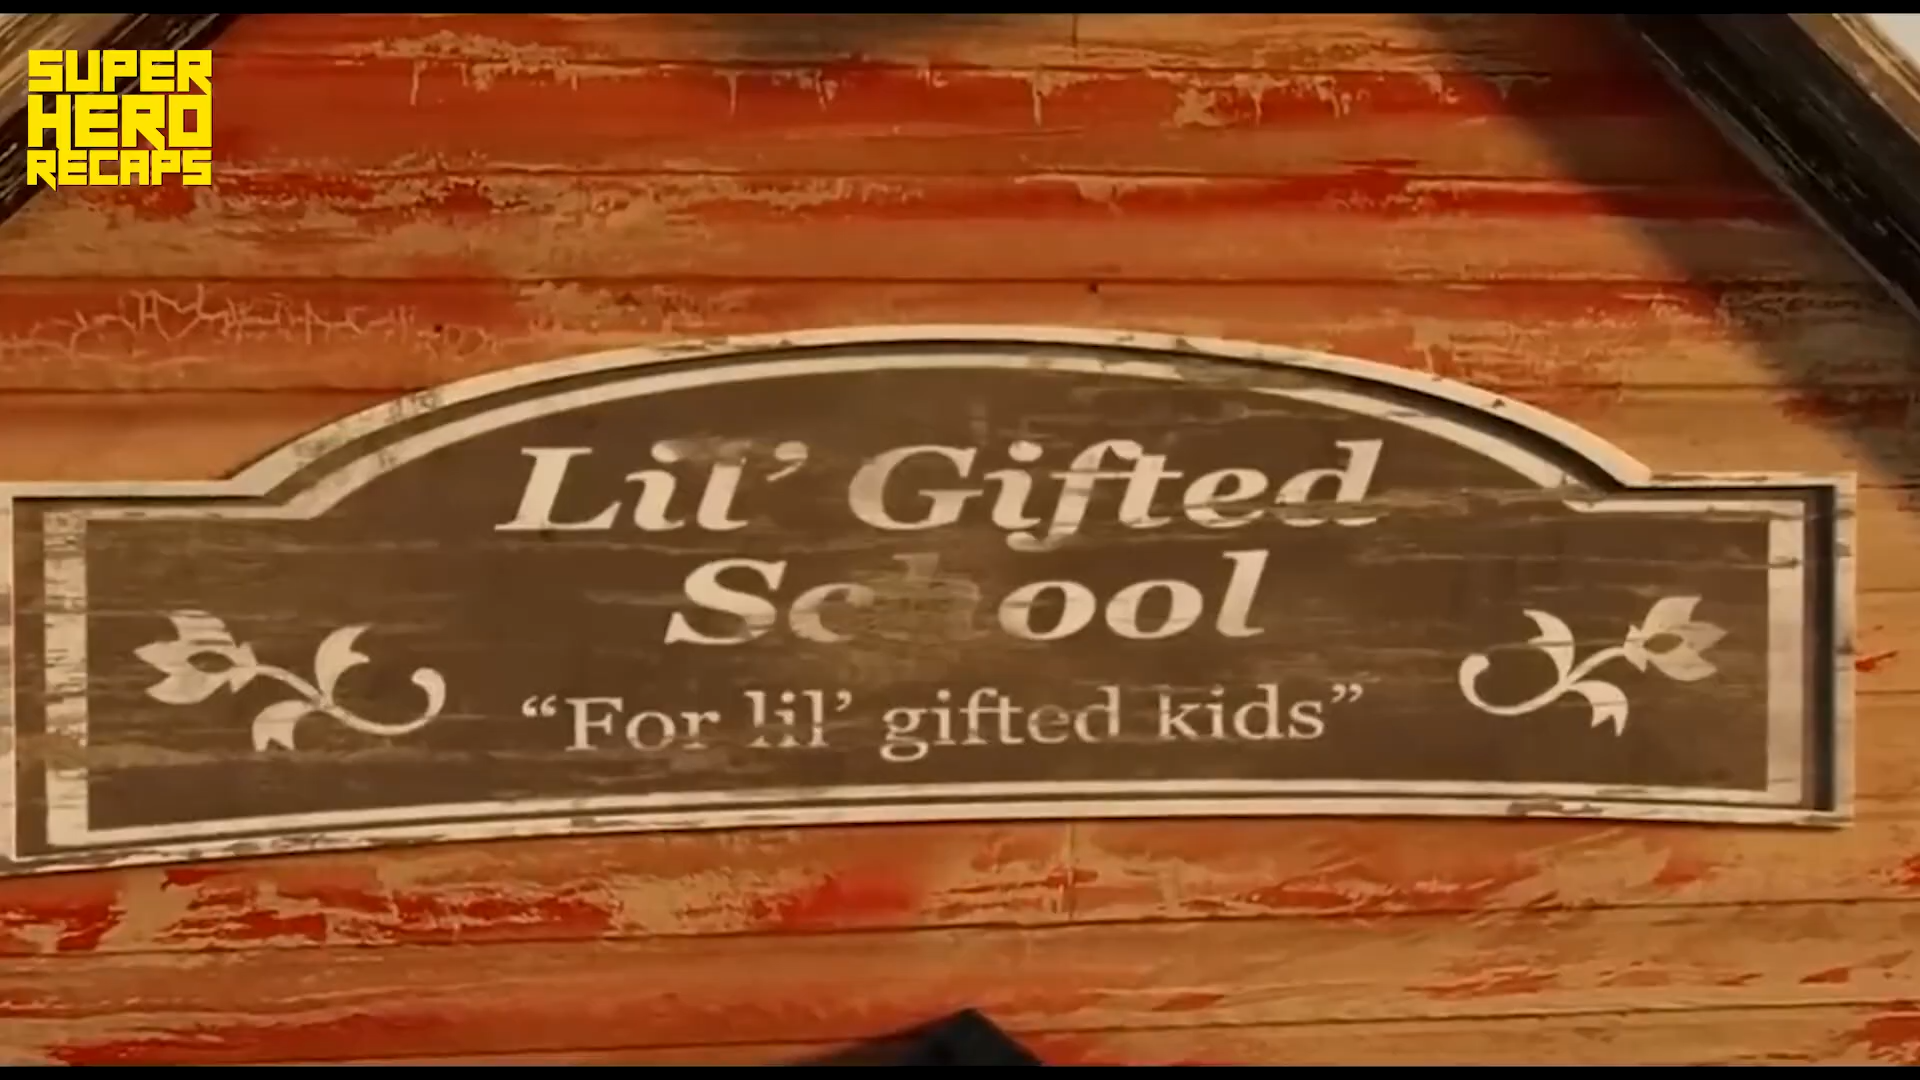 SUPER
HERO
RECAPS
Lil’ Gifted
School
“For lil’ gifted kids”